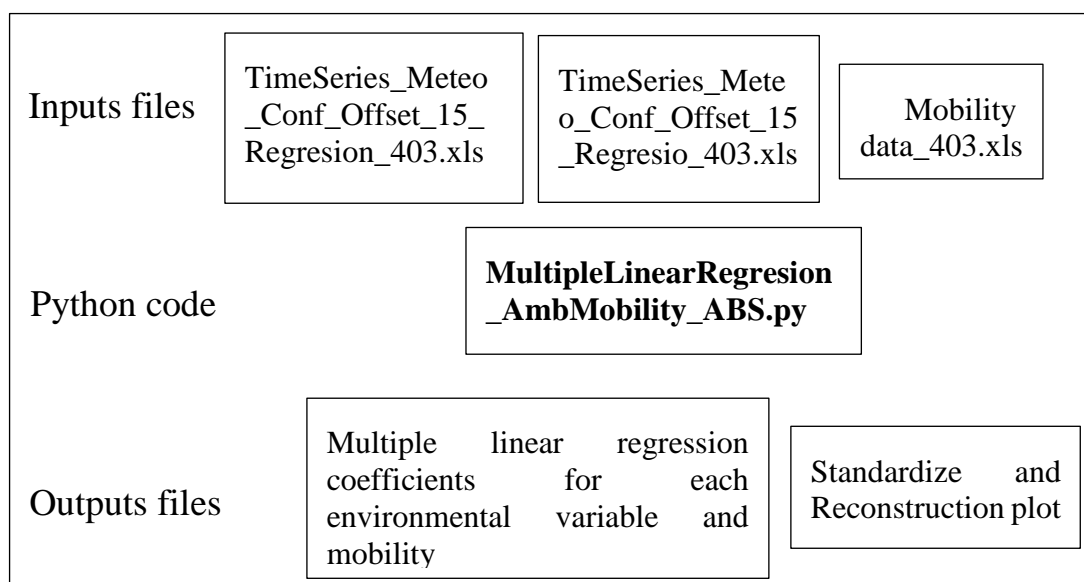 Inputs files
TimeSeries_Meteo
_Conf_Offset_15_
Regresion_403.xls
TimeSeries_Mete
o_Conf_Offset_15
_Regresio_403.xls
Mobility
data_403.xls
Python code
MultipleLinearRegresion
_AmbMobility_ABS.py
Outputs files
Multiple linear regression
coefficients for each
environmental variable and
mobility
Standardize and
Reconstruction plot